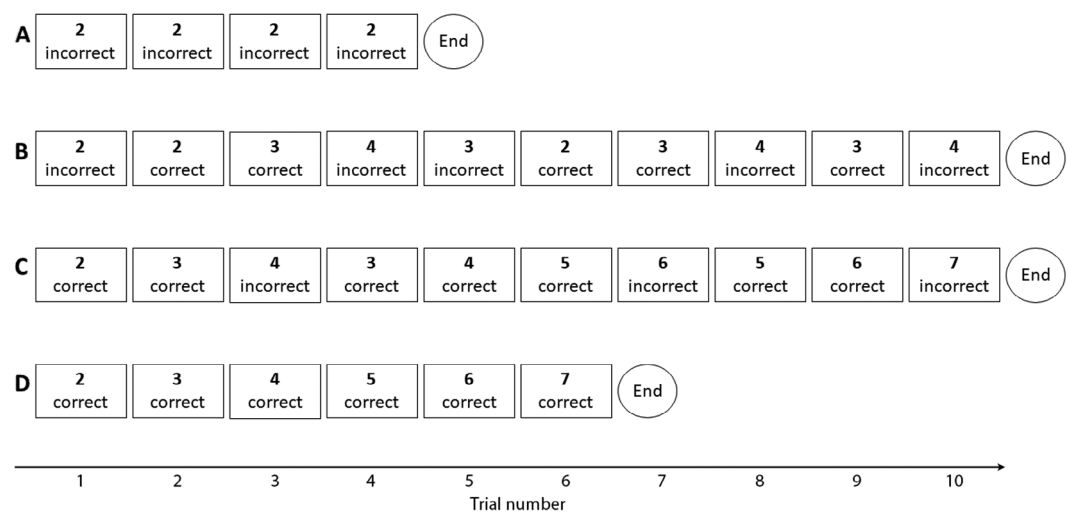 A
2 2 2 2
incorrect incorrect incorrect incorrect End
B
2 2 3 4 3 2 3 4 3 4
incorrect correct correct incorrect incorrect correct correct incorrect correct incorrect End
C
2 3 4 3 4 5 6 5 6 7
correct correct incorrect correct correct correct incorrect correct correct incorrect End
D
2 3 4 5 6 7
correct correct correct correct correct correct End
1 2 3 4 5 6 7 8 9 10
Trial number